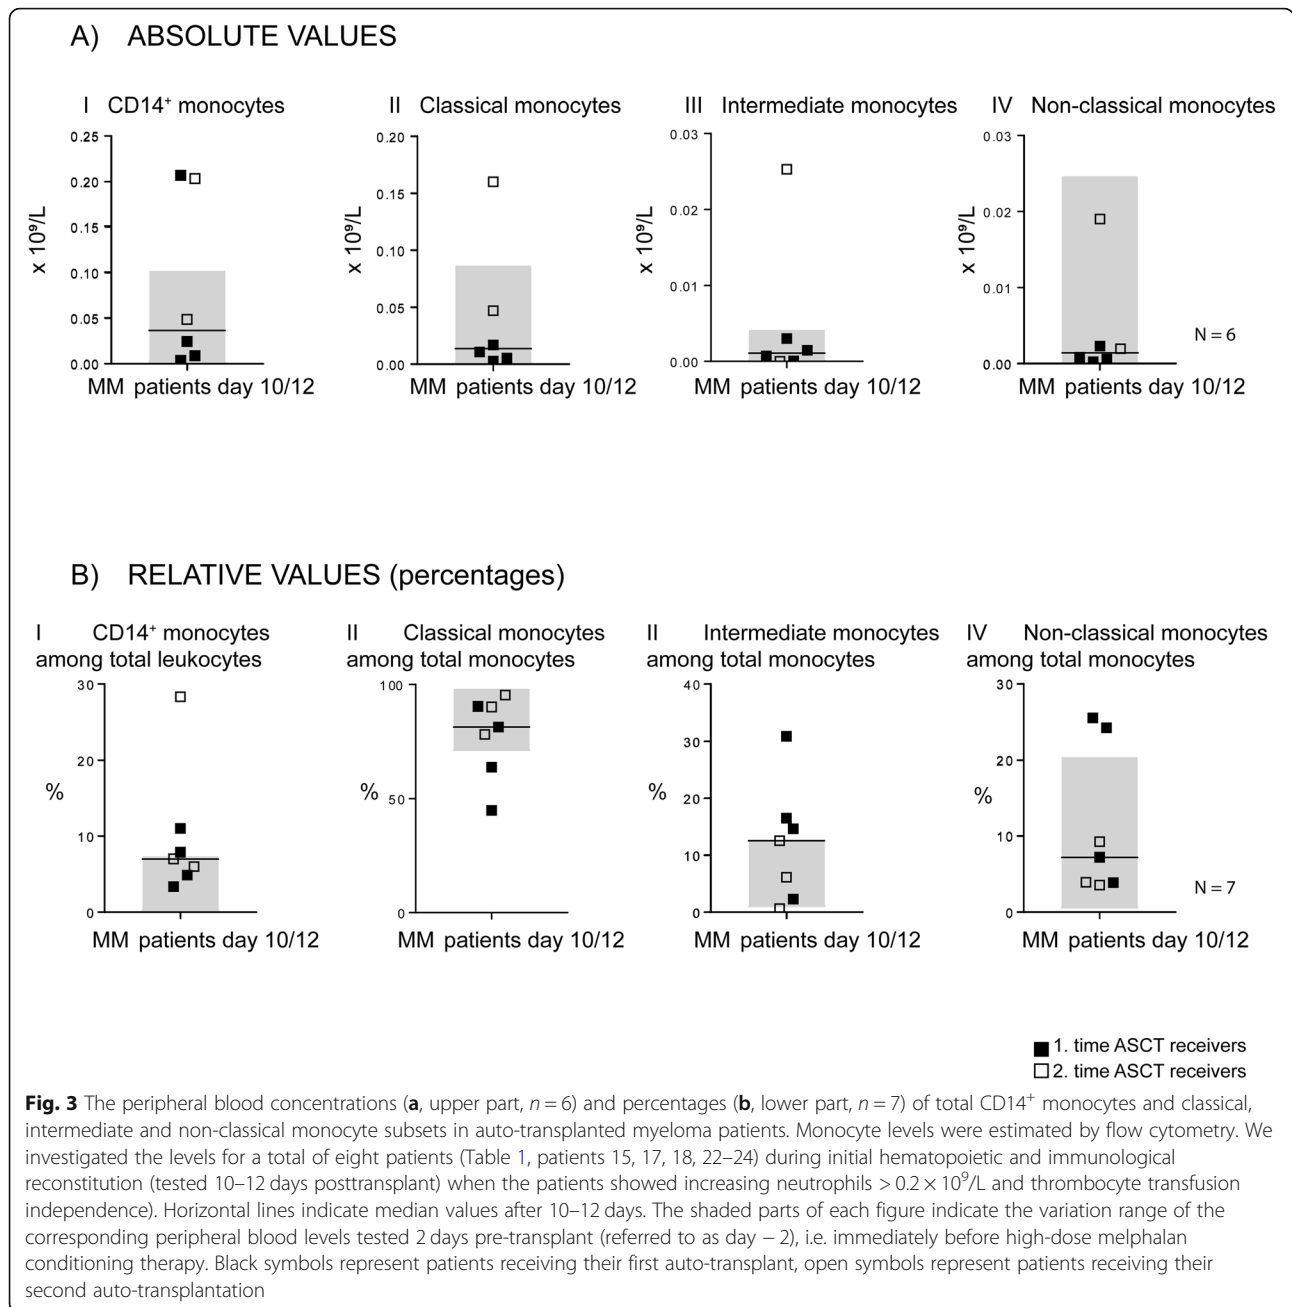 A) ABSOLUTE VALUES
I CD14⁺ monocytes
II Classical monocytes
III Intermediate monocytes
IV Non-classical monocytes
0.25
0.20
0.15
0.10
0.05
0.00
x 10⁹/L
MM patients day 10/12
0.20
0.15
0.10
0.05
0.00
x 10⁹/L
MM patients day 10/12
0.03
0.02
0.01
0.00
x 10⁹/L
MM patients day 10/12
0.03
0.02
0.01
0.00
x 10⁹/L
N = 6
MM patients day 10/12
B) RELATIVE VALUES (percentages)
I CD14⁺ monocytes
among total leukocytes
II Classical monocytes
among total monocytes
II Intermediate monocytes
among total monocytes
IV Non-classical monocytes
among total monocytes
30
20
10
0
%
MM patients day 10/12
100
50
0
%
MM patients day 10/12
40
30
20
10
0
%
MM patients day 10/12
30
20
10
0
%
N = 7
MM patients day 10/12
1. time ASCT receivers
2. time ASCT receivers
Fig. 3 The peripheral blood concentrations (a, upper part, n = 6) and percentages (b, lower part, n = 7) of total CD14⁺ monocytes and classical,
intermediate and non-classical monocyte subsets in auto-transplanted myeloma patients. Monocyte levels were estimated by flow cytometry. We
investigated the levels for a total of eight patients (Table 1, patients 15, 17, 18, 22–24) during initial hematopoietic and immunological
reconstitution (tested 10–12 days posttransplant) when the patients showed increasing neutrophils > 0.2 × 10⁹/L and thrombocyte transfusion
independence). Horizontal lines indicate median values after 10–12 days. The shaded parts of each figure indicate the variation range of the
corresponding peripheral blood levels tested 2 days pre-transplant (referred to as day − 2), i.e. immediately before high-dose melphalan
conditioning therapy. Black symbols represent patients receiving their first auto-transplant, open symbols represent patients receiving their
second auto-transplantation